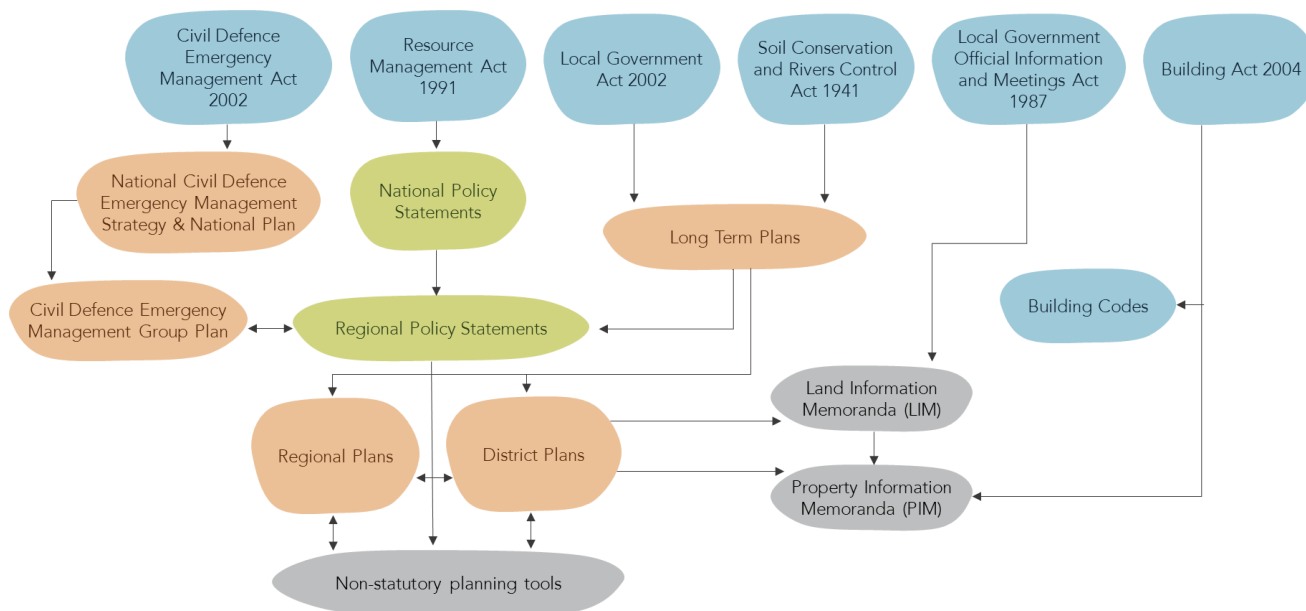 Civil Defence
Emergency
Management Act
2002
Resource
Management Act
1991
Local Government
Act 2002
Soil Conservation
and Rivers Control
Act 1941
Local Government
Official Information
and Meetings Act
1987
Building Act 2004
National Civil Defence
Emergency Management
Strategy & National Plan
National Policy
Statements
Long Term Plans
Civil Defence Emergency
Management Group Plan
Regional Policy Statements
Building Codes
Land Information
Memoranda (LIM)
Regional Plans
District Plans
Property Information
Memoranda (PIM)
Non-statutory planning tools